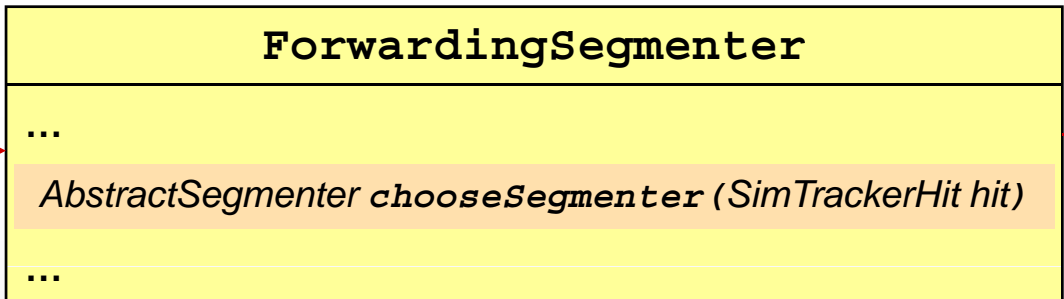 ForwardingSegmenter
…
AbstractSegmenter chooseSegmenter(SimTrackerHit hit)
…